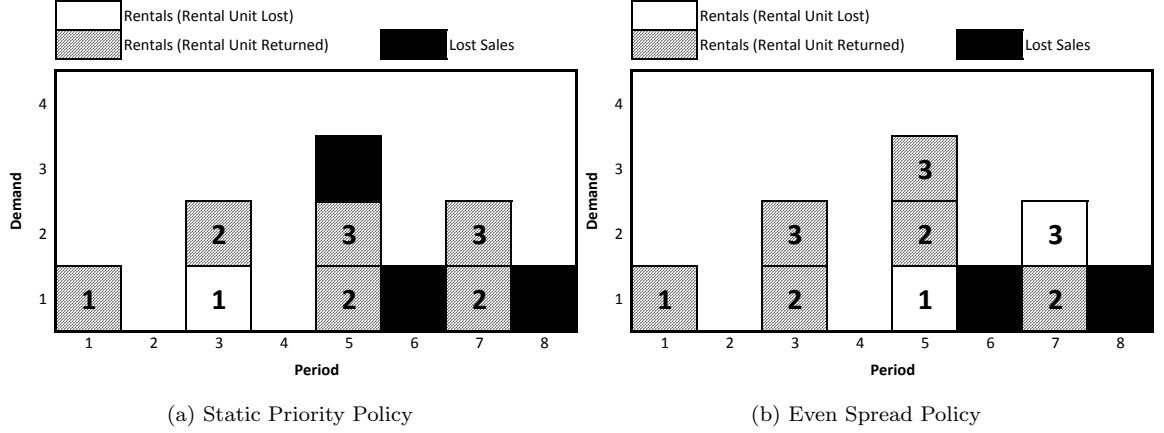 Rentals (Rental Unit Lost)
Rentals (Rental Unit Returned)
Lost Sales
Demand
4
3
2
1
2
3
3
1
1
2
2
1 2 3 4 5 6 7 8
Period
(a) Static Priority Policy
Rentals (Rental Unit Lost)
Rentals (Rental Unit Returned)
Lost Sales
Demand
4
3
3
2
3
2
3
1
1
2
1
2
1 2 3 4 5 6 7 8
Period
(b) Even Spread Policy